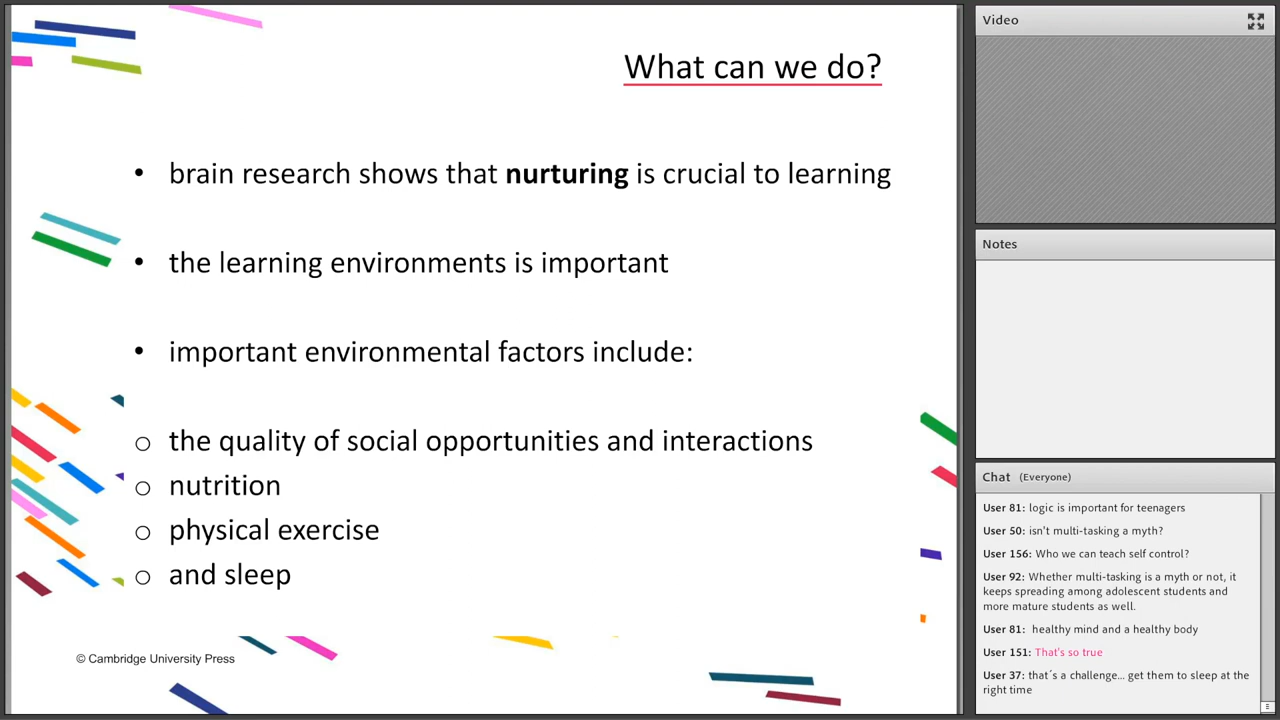 What can we do?
• brain research shows that nurturing is crucial to learning
• the learning environments is important
• important environmental factors include:
o the quality of social opportunities and interactions
o nutrition
o physical exercise
o and sleep
© Cambridge University Press
Video
Notes
Chat (Everyone)
User 81: logic is important for teenagers
User 50: isn't multi-tasking a myth?
User 156: Who we can teach self control?
User 92: Whether multi-tasking is a myth or not, it
keeps spreading among adolescent students and
more mature students as well.
User 81: healthy mind and a healthy body
User 151: That's so true
User 37: that´s a challenge... get them to sleep at the
right time